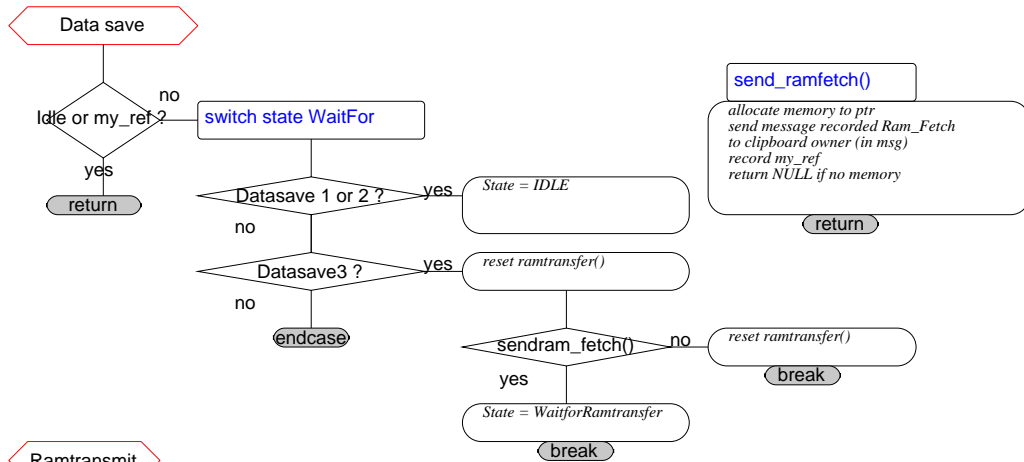 Data save
Idle or my_ref ?
no
yes
return
switch state WaitFor
Datasave 1 or 2 ?
yes
State = IDLE
no
Datasave3 ?
yes
reset ramtransfer()
no
endcase
sendram_fetch()
no
reset ramtransfer()
break
yes
State = WaitforRamtransfer
break
send_ramfetch()
allocate memory to ptr
send message recorded Ram_Fetch
to clipboard owner (in msg)
record my_ref
return NULL if no memory
return
Ramtransmit